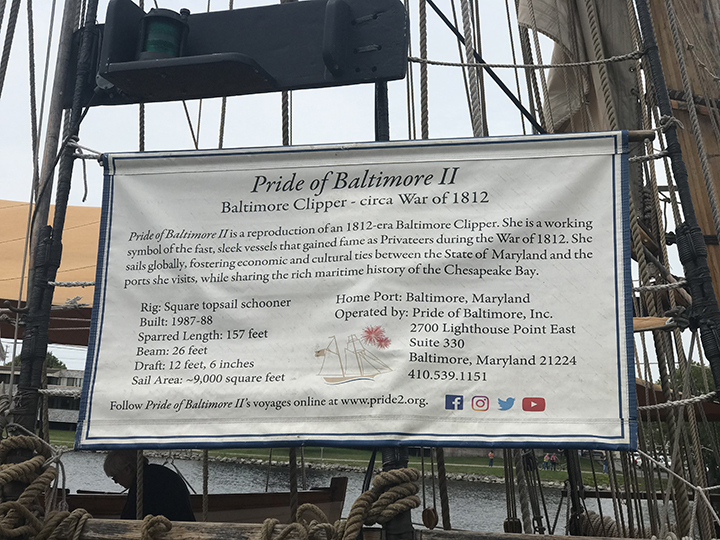 Pride of Baltimore II
Baltimore Clipper - circa War of 1812
Pride of Baltimore II is a reproduction of an 1812-era Baltimore Clipper. She is a working
symbol of the fast, sleek vessels that gained fame as Privateers during the War of 1812. She
sails globally, fostering economic and cultural ties between the State of Maryland and the
ports she visits, while sharing the rich maritime history of the Chesapeake Bay.
Rig: Square topsail schooner
Built: 1987-88
Sparred Length: 157 feet
Beam: 26 feet
Draft: 12 feet, 6 inches
Sail Area: ~9,000 square feet
Home Port: Baltimore, Maryland
Operated by: Pride of Baltimore, Inc.
2700 Lighthouse Point East
Suite 330
Baltimore, Maryland 21224
410.539.1151
Follow Pride of Baltimore II's voyages online at www.pride2.org.